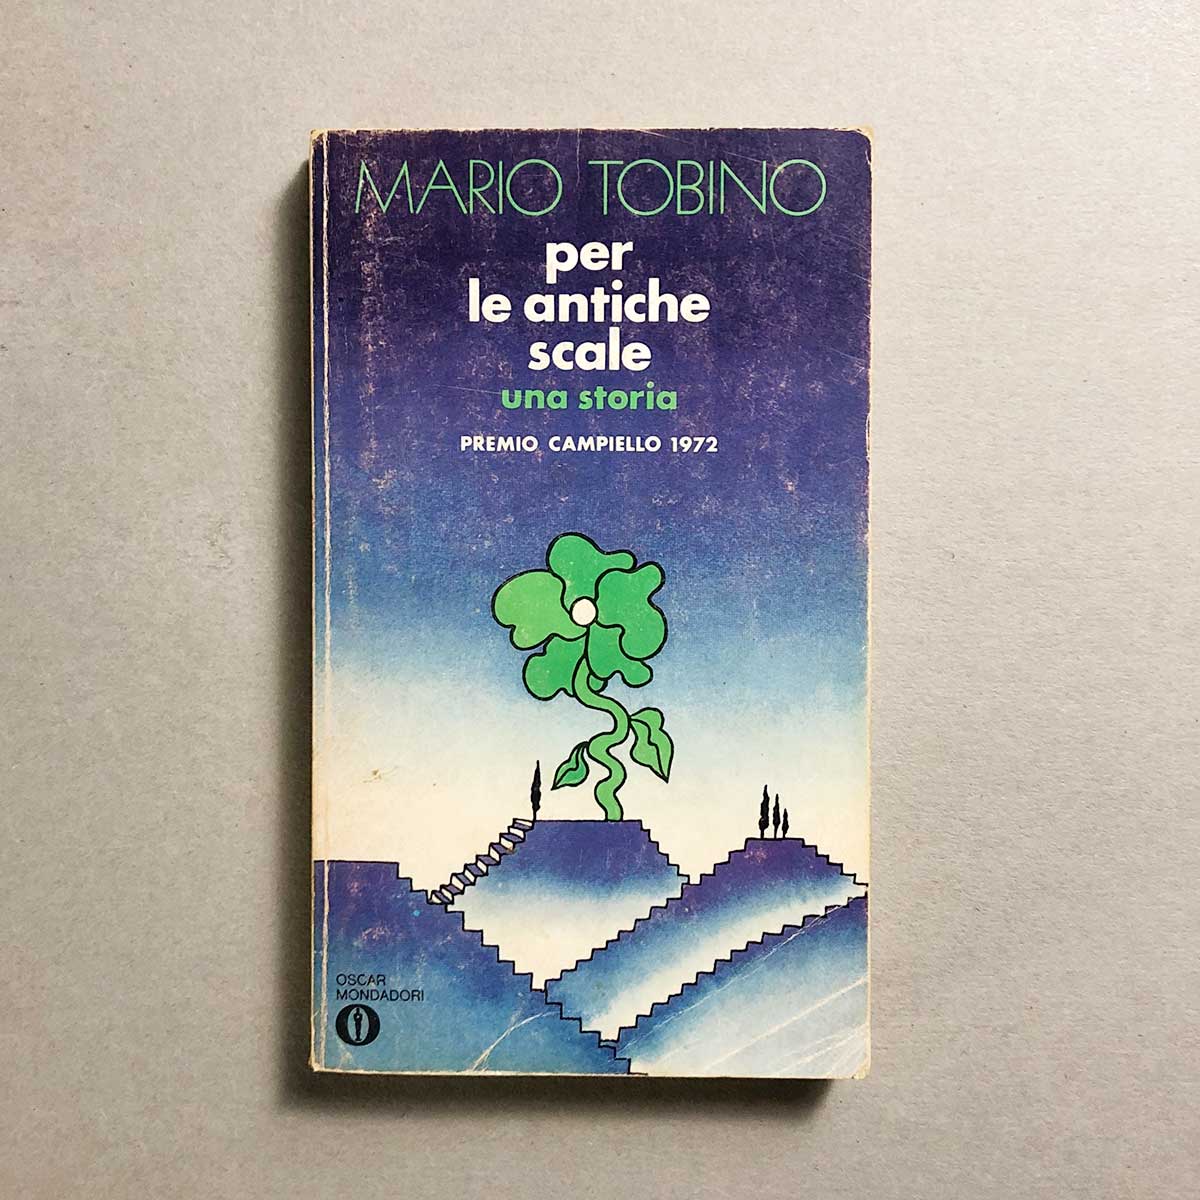 MARIO TOBINO
per
le antiche
scale
una storia
PREMIO CAMPIELLO 1972
OSCAR
MONDADORI